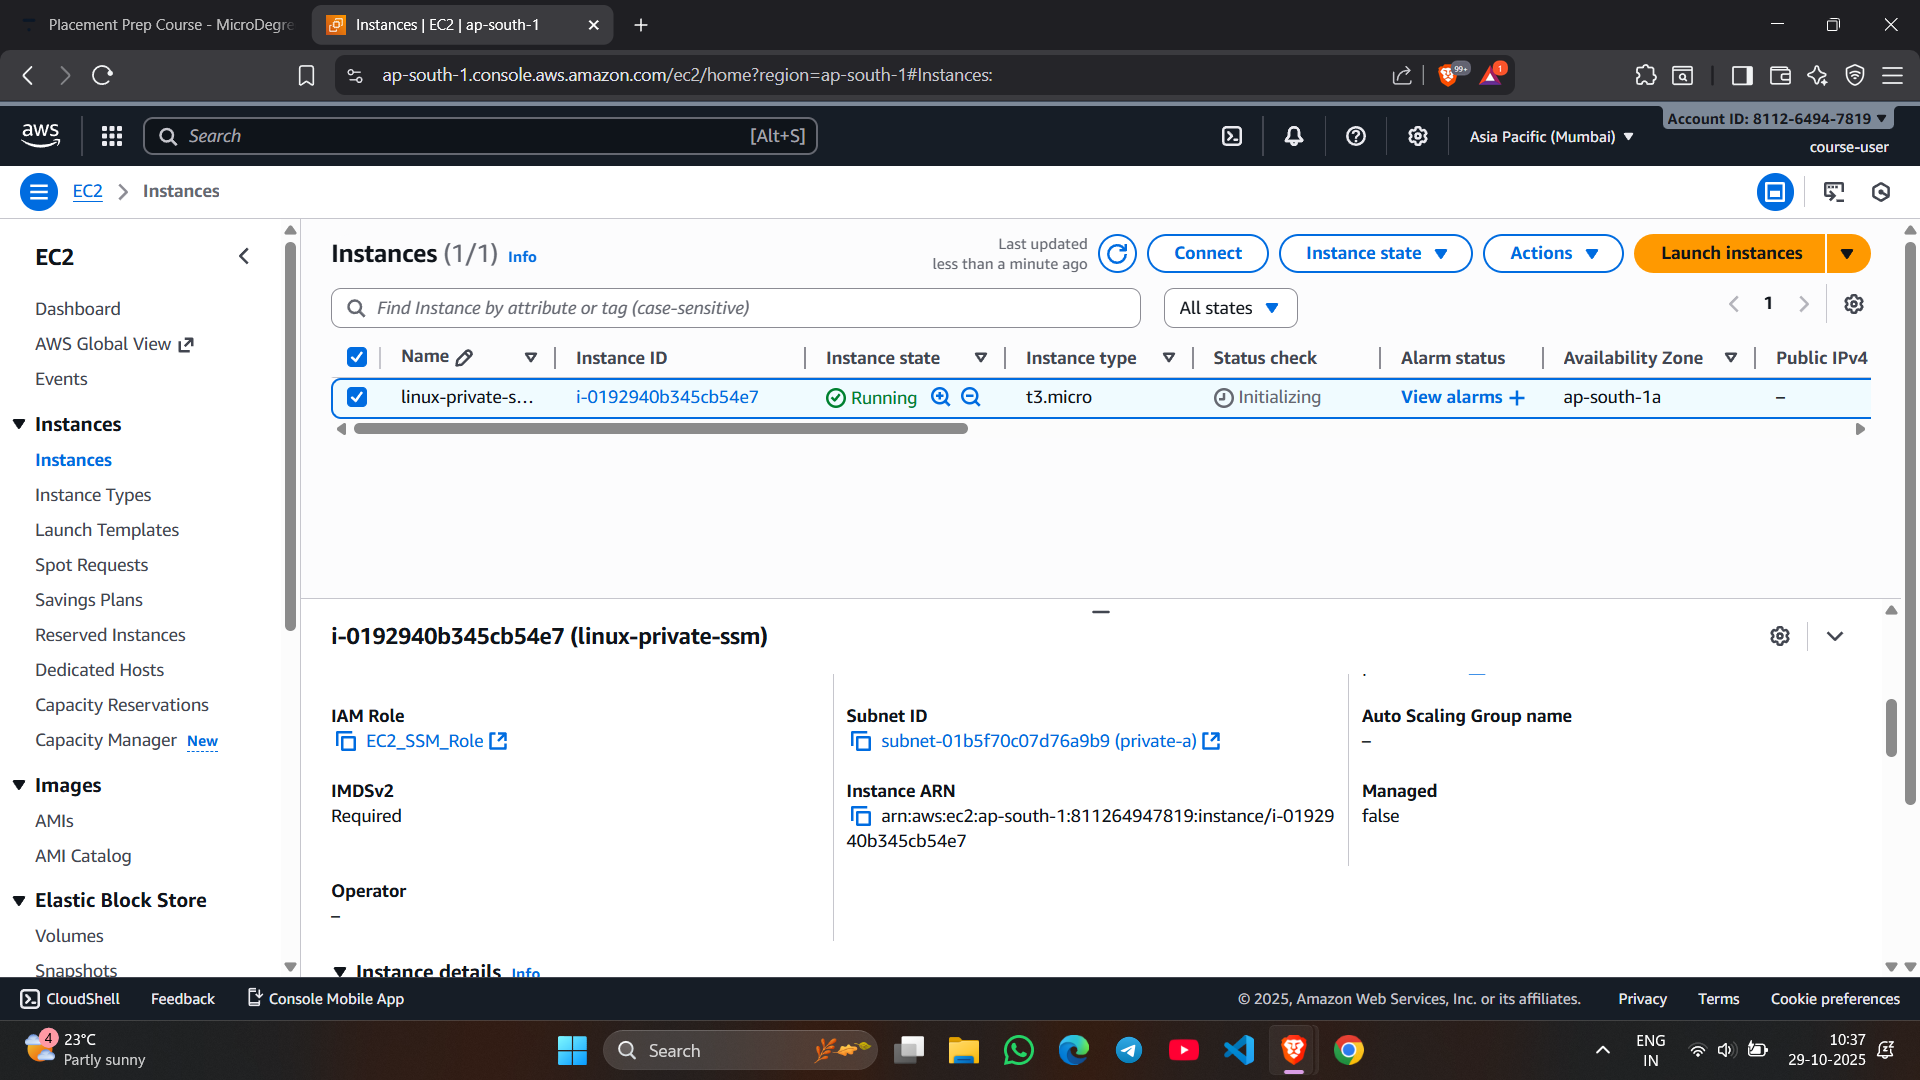 Placement Prep Course - MicroDegre
Instances | EC2 | ap-south-1
ap-south-1.console.aws.amazon.com/ec2/home?region=ap-south-1#Instances:
99+
1
aws
Search
[Alt+S]
Asia Pacific (Mumbai)
Account ID: 8112-6494-7819
course-user
EC2
Instances
EC2
Dashboard
AWS Global View
Events
Instances
Instances
Instance Types
Launch Templates
Spot Requests
Savings Plans
Reserved Instances
Dedicated Hosts
Capacity Reservations
Capacity Manager New
Images
AMIs
AMI Catalog
Elastic Block Store
Volumes
Snapshots
Instances (1/1) Info
Last updated
less than a minute ago
Connect
Instance state
Actions
Launch instances
Find Instance by attribute or tag (case-sensitive)
All states
1
Name
Instance ID
Instance state
Instance type
Status check
Alarm status
Availability Zone
Public IPv4
linux-private-s...
i-0192940b345cb54e7
Running
t3.micro
Initializing
View alarms +
ap-south-1a
–
i-0192940b345cb54e7 (linux-private-ssm)
IAM Role
EC2_SSM_Role
IMDSv2
Required
Operator
–
Subnet ID
subnet-01b5f70c07d76a9b9 (private-a)
Instance ARN
arn:aws:ec2:ap-south-1:811264947819:instance/i-01929
40b345cb54e7
Auto Scaling Group name
–
Managed
false
Instance details Info
CloudShell
Feedback
Console Mobile App
© 2025, Amazon Web Services, Inc. or its affiliates.
Privacy
Terms
Cookie preferences
4
23°C
Partly sunny
Search
ENG
IN
10:37
29-10-2025